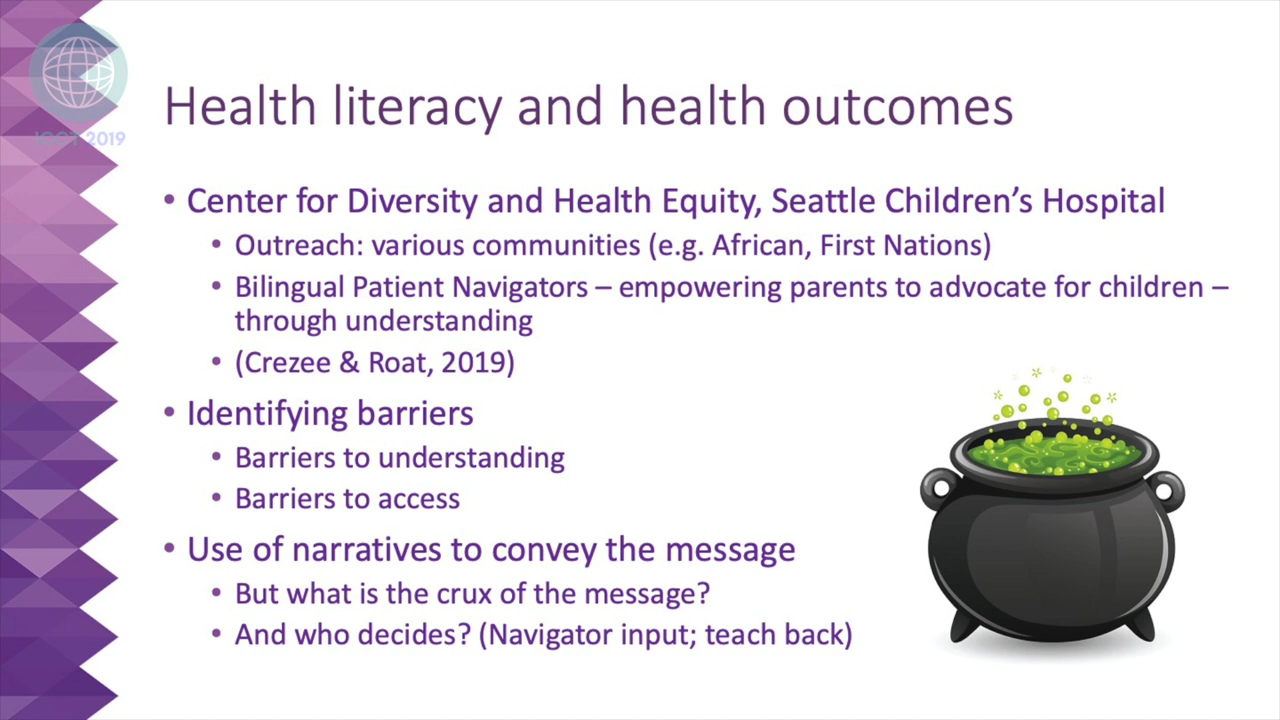 Health literacy and health outcomes
• Center for Diversity and Health Equity, Seattle Children's Hospital
• Outreach: various communities (e.g. African, First Nations)
• Bilingual Patient Navigators – empowering parents to advocate for children –
through understanding
• (Crezee & Roat, 2019)
• Identifying barriers
• Barriers to understanding
• Barriers to access
• Use of narratives to convey the message
• But what is the crux of the message?
• And who decides? (Navigator input; teach back)
2019